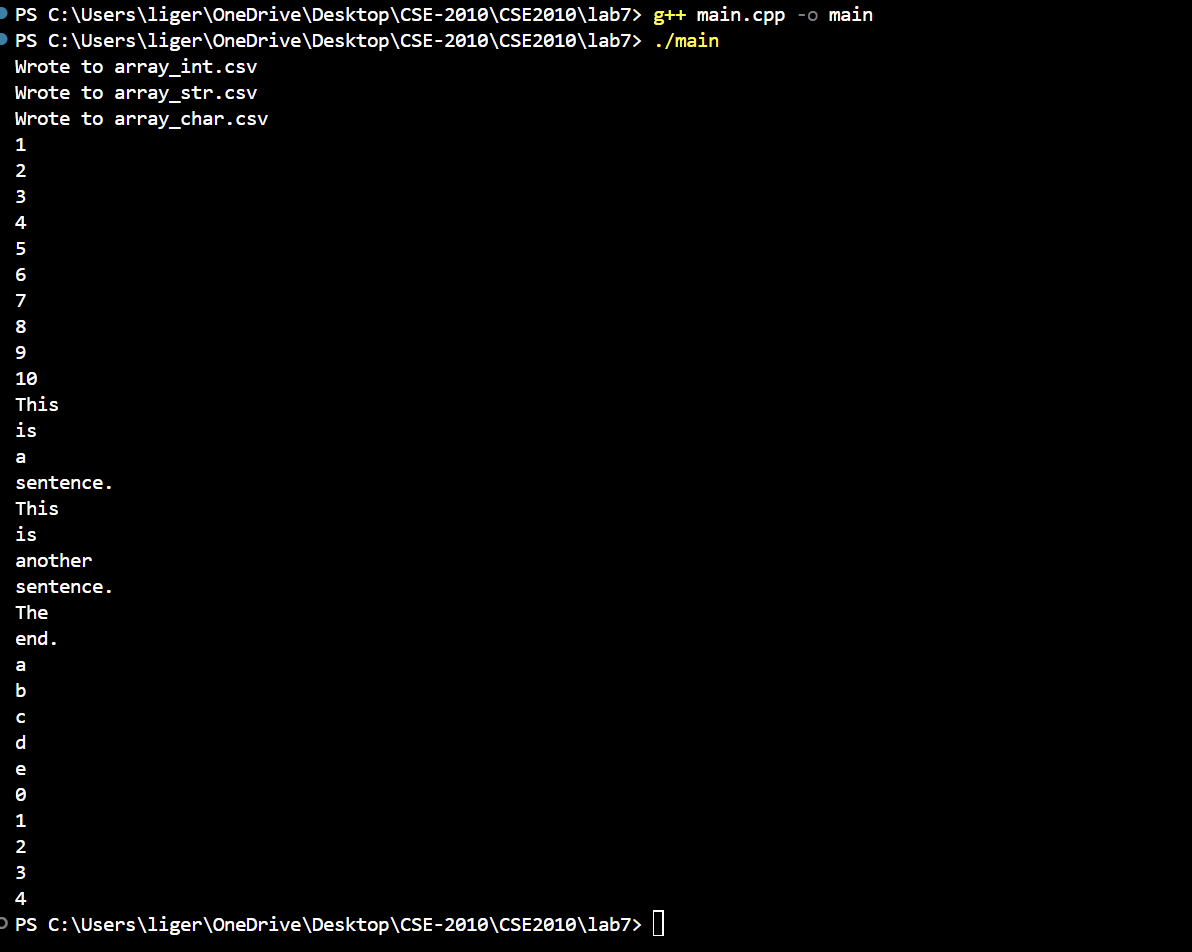 PS C:\Users\liger\OneDrive\Desktop\CSE-2010\CSE2010\lab7> g++ main.cpp -o main
PS C:\Users\liger\OneDrive\Desktop\CSE-2010\CSE2010\lab7> ./main
Wrote to array_int.csv
Wrote to array_str.csv
Wrote to array_char.csv
1
2
3
4
5
6
7
8
9
10
This
is
a
sentence.
This
is
another
sentence.
The
end.
a
b
c
d
e
0
1
2
3
4
PS C:\Users\liger\OneDrive\Desktop\CSE-2010\CSE2010\lab7>